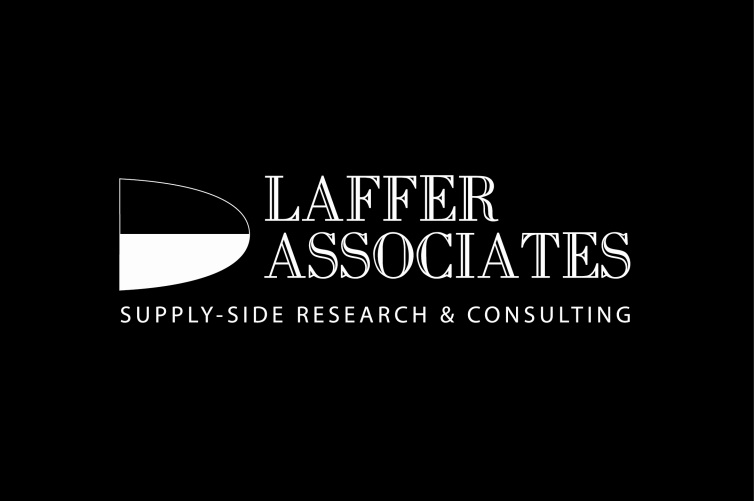 LAFFER
ASSOCIATES
SUPPLY-SIDE RESEARCH & CONSULTING